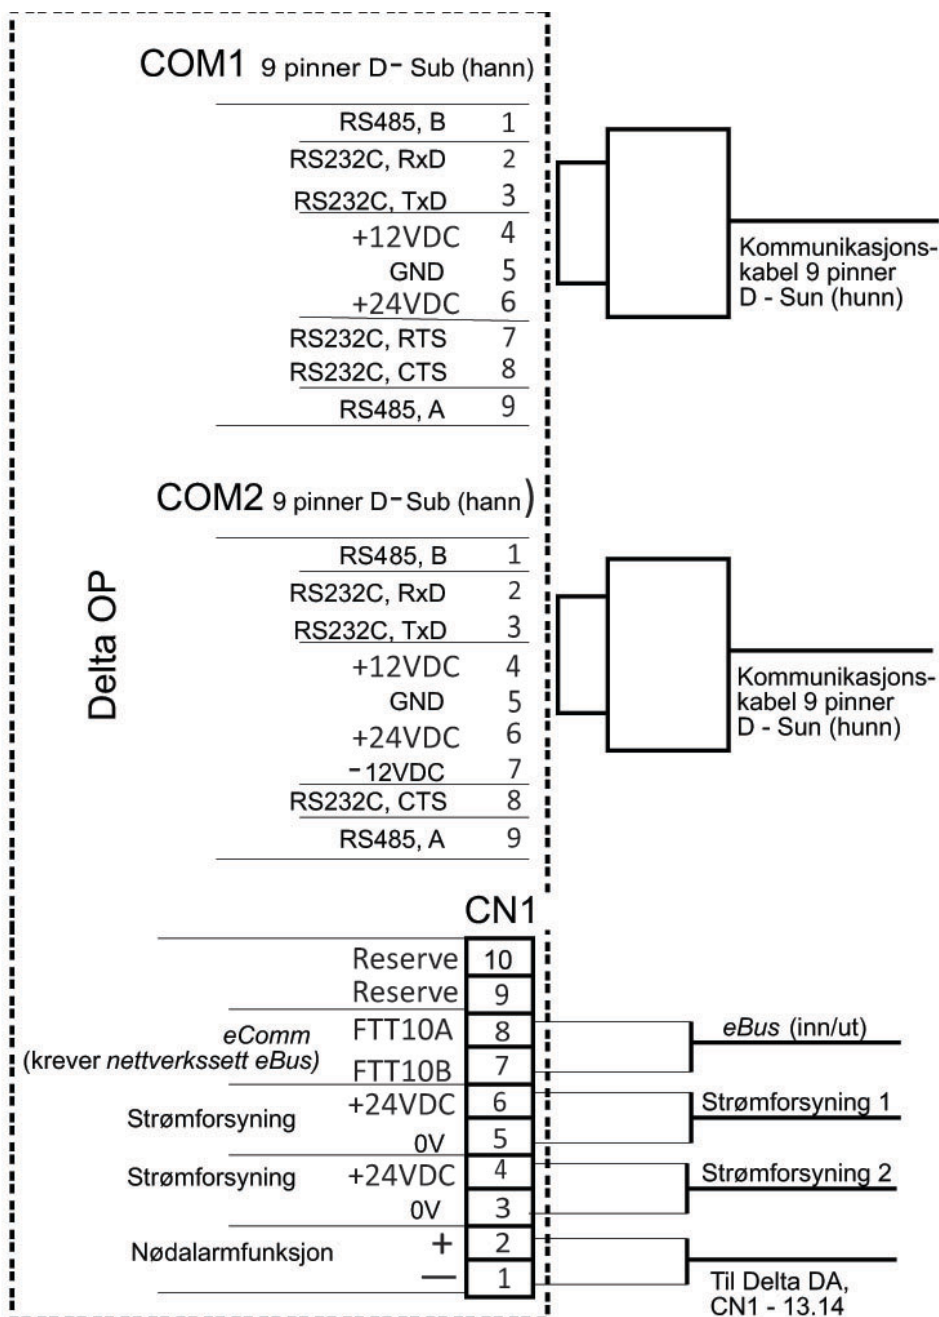 COM1 9 pinner D- Sub (hann)
RS485, B 1
RS232C, RxD 2
RS232C, TxD 3
+12VDC 4
GND 5
+24VDC 6
RS232C, RTS 7
RS232C, CTS 8
RS485, A 9
Kommunikasjons-
kabel 9 pinner
D - Sun (hunn)
COM2 9 pinner D-Sub (hann)
RS485, B 1
RS232C, RxD 2
RS232C, TxD 3
+12VDC 4
GND 5
+24VDC 6
-12VDC 7
RS232C, CTS 8
RS485, A 9
Kommunikasjons-
kabel 9 pinner
D - Sun (hunn)
Delta OP
CN1
Reserve 10
Reserve 9
eComm
(krever nettverkssett eBus)
FTT10A 8
FTT10B 7
eBus (inn/ut)
Strømforsyning
+24VDC 6
0V 5
Strømforsyning 1
Strømforsyning
+24VDC 4
0V 3
Strømforsyning 2
Nødalarmfunksjon
+ 2
— 1
Til Delta DA,
CN1 - 13.14